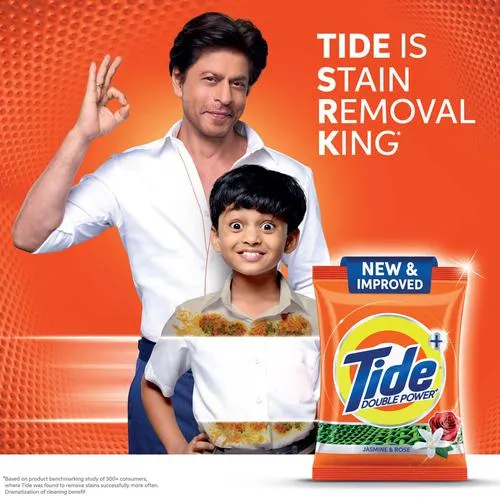 TIDE IS
STAIN
REMOVAL
KING*
NEW &
IMPROVED
Tide+
DOUBLE POWER+
JASMINE & ROSE
*Based on product benchmarking study of 300+ consumers,
where Tide was found to remove stains successfully more often.
Dramatization of cleaning benefit